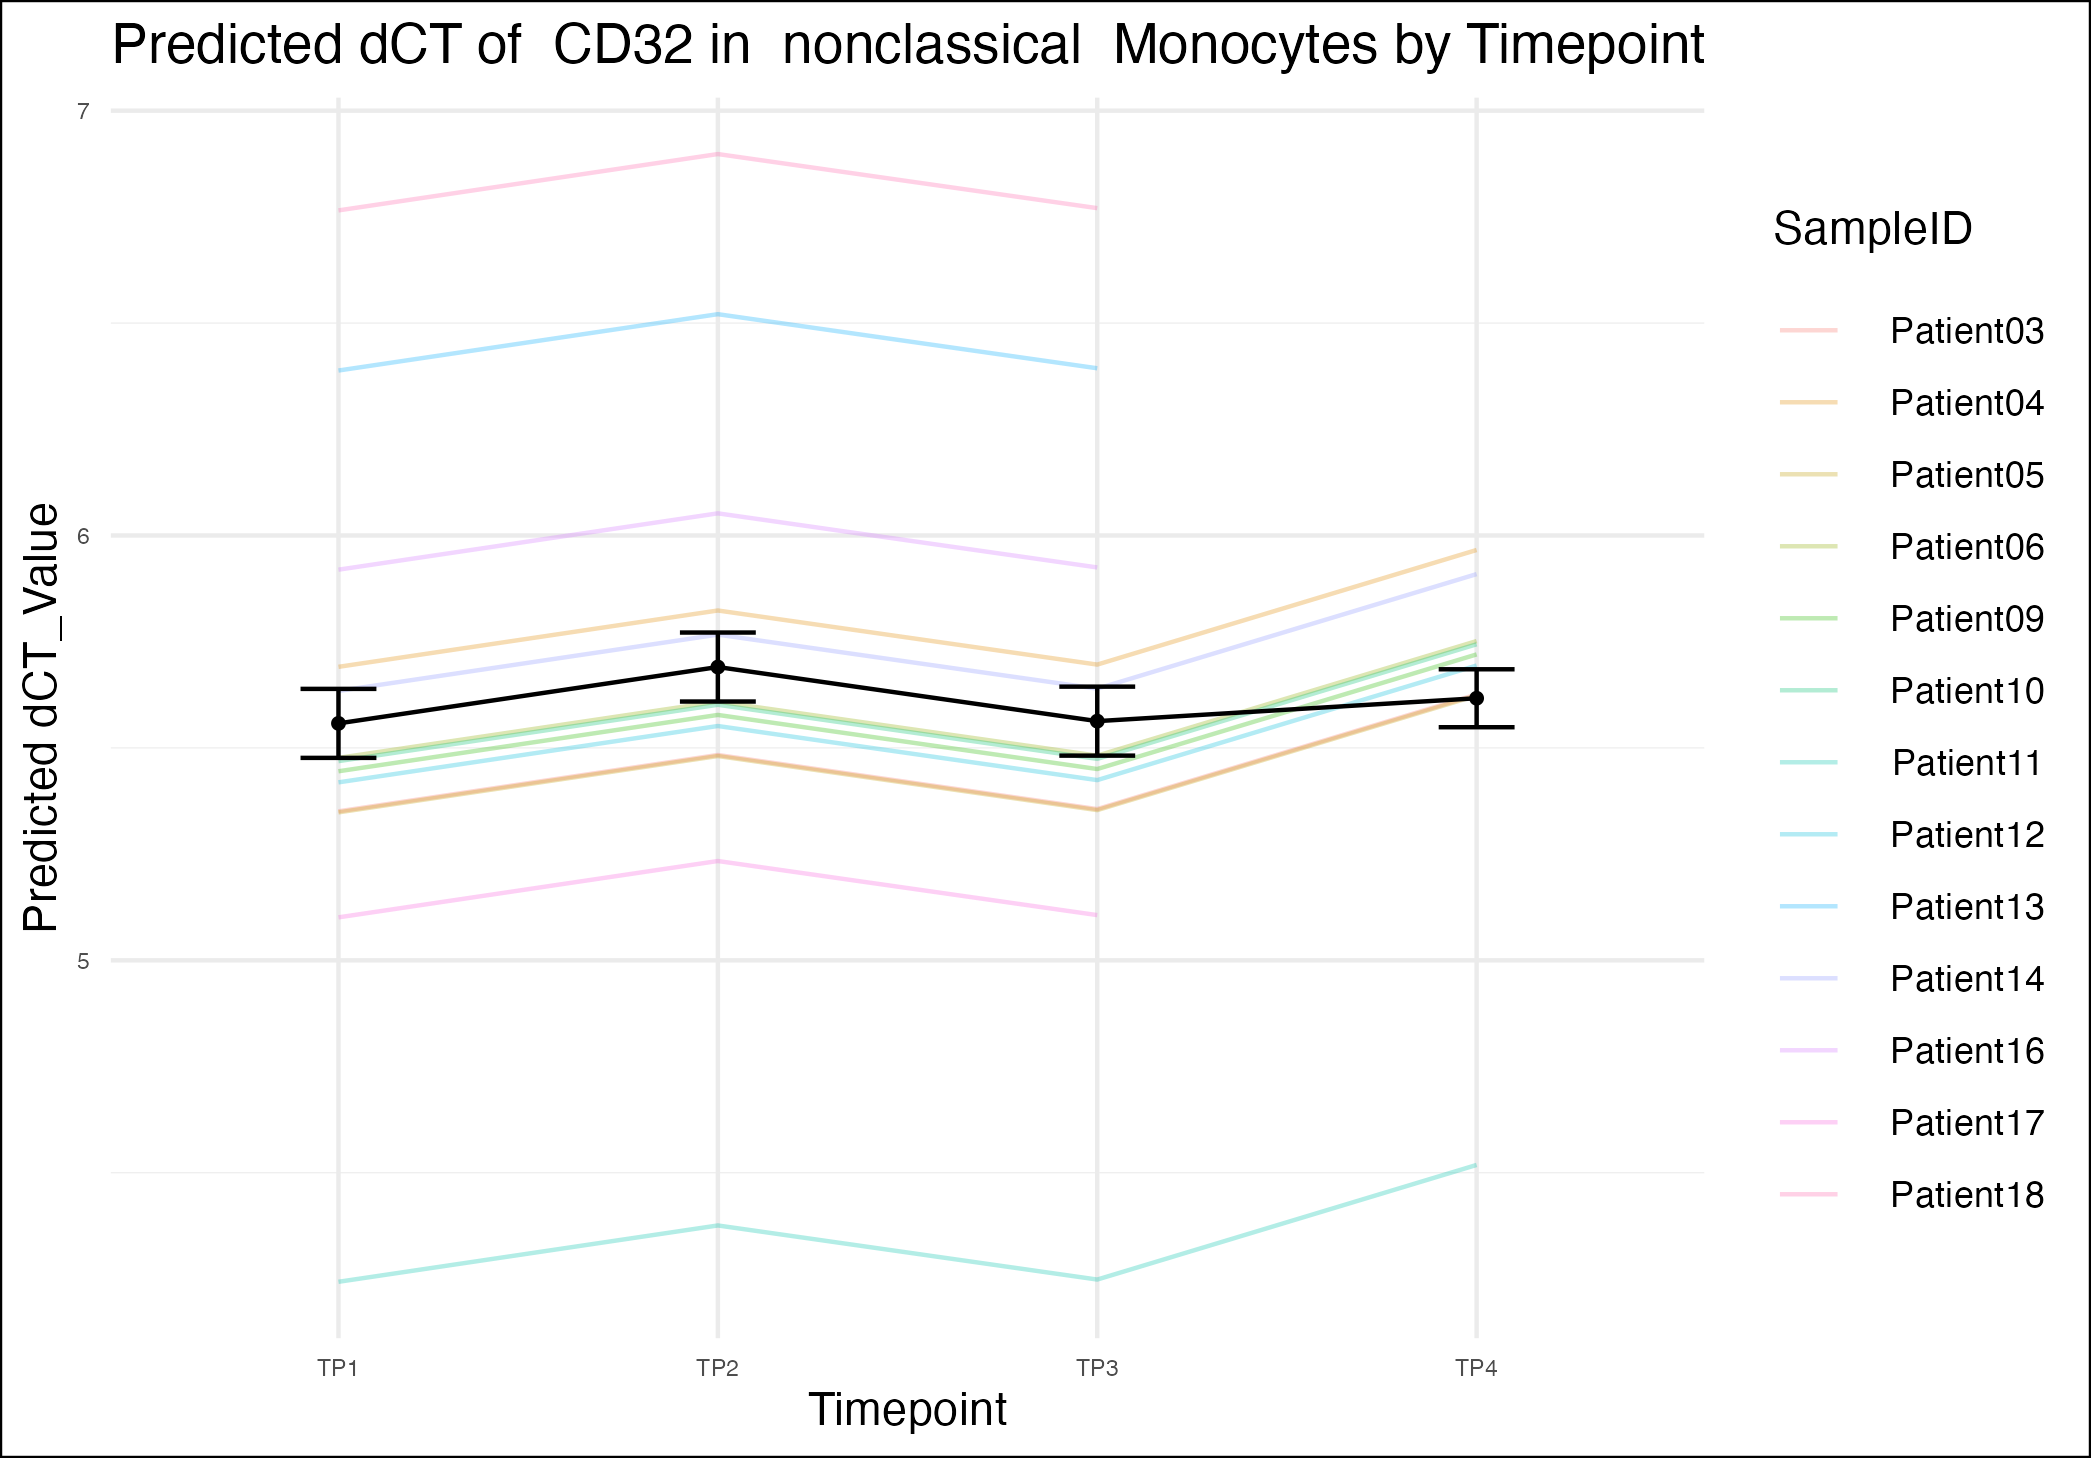 Predicted dCT of  CD32 in  nonclassical  Monocytes by Timepoint
Predicted dCT_Value
7
6
5
TP1
TP2
TP3
TP4
Timepoint
SampleID
Patient03
Patient04
Patient05
Patient06
Patient09
Patient10
Patient11
Patient12
Patient13
Patient14
Patient16
Patient17
Patient18